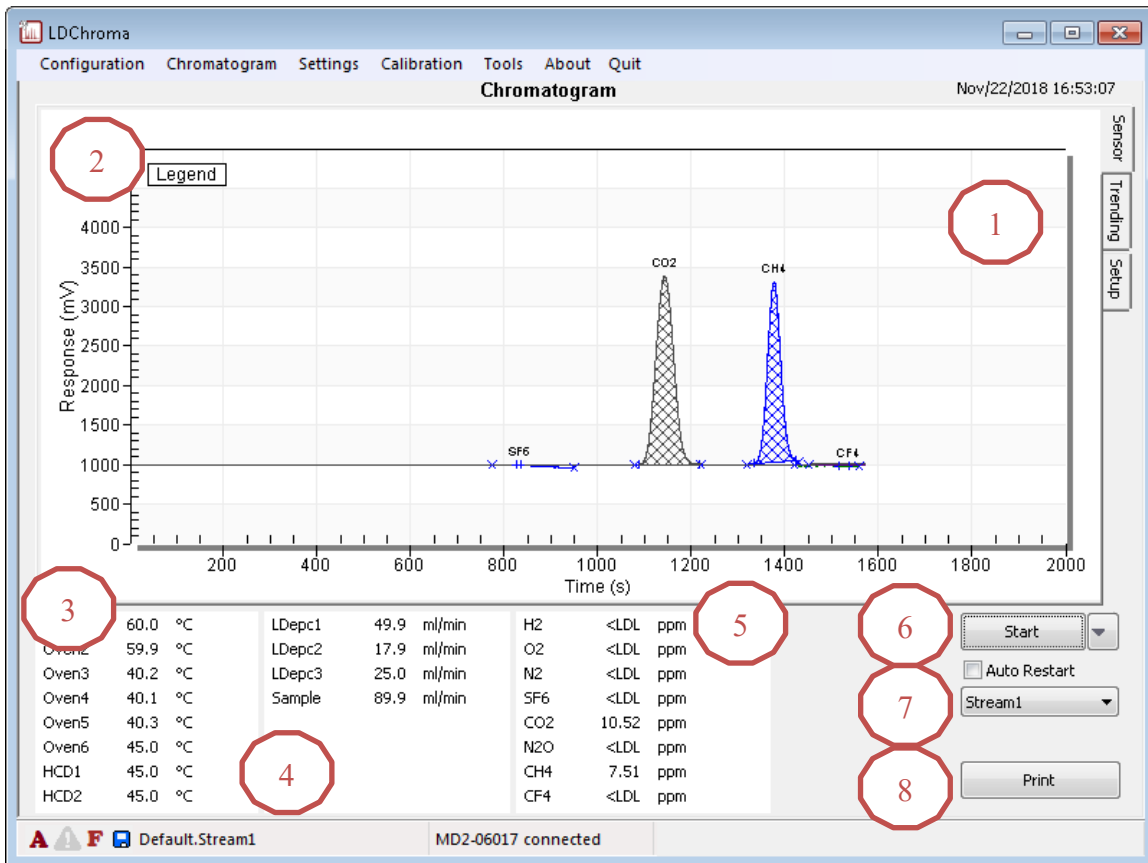 LDChroma
Configuration Chromatogram Settings Calibration Tools About Quit
Chromatogram Nov/22/2018 16:53:07
Sensor
Trending
Setup
2
1
Legend
Response (mV)
4000
3500
3000
2500
2000
1500
1000
500
0
CO2
CH4
SF6
CF4
200 400 600 800 1000 1200 1400 1600 1800 2000
Time (s)
3
60.0 °C
59.9 °C
Oven3 40.2 °C
Oven4 40.1 °C
Oven5 40.3 °C
Oven6 45.0 °C
HCD1 45.0 °C
HCD2 45.0 °C
LDepc1 49.9 ml/min
LDepc2 17.9 ml/min
LDepc3 25.0 ml/min
Sample 89.9 ml/min
4
H2 <LDL ppm
O2 <LDL ppm
N2 <LDL ppm
SF6 <LDL ppm
CO2 10.52 ppm
N2O <LDL ppm
CH4 7.51 ppm
CF4 <LDL ppm
5
6
Start
Auto Restart
7
Stream1
8
Print
A F Default.Stream1 MD2-06017 connected